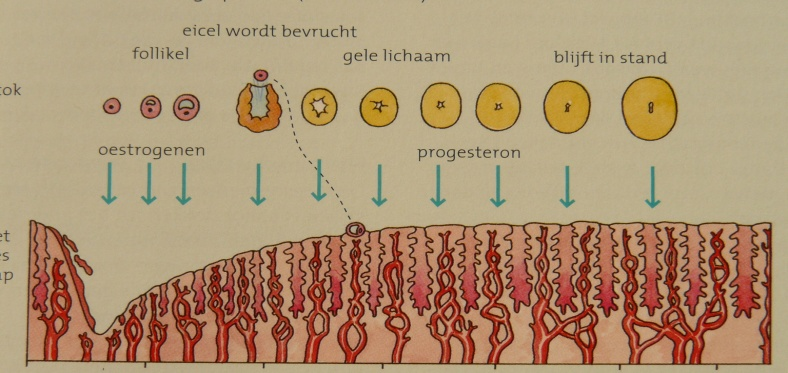 eicel wordt bevrucht
follikel
gele lichaam
blijft in stand
oestrogenen
progesteron